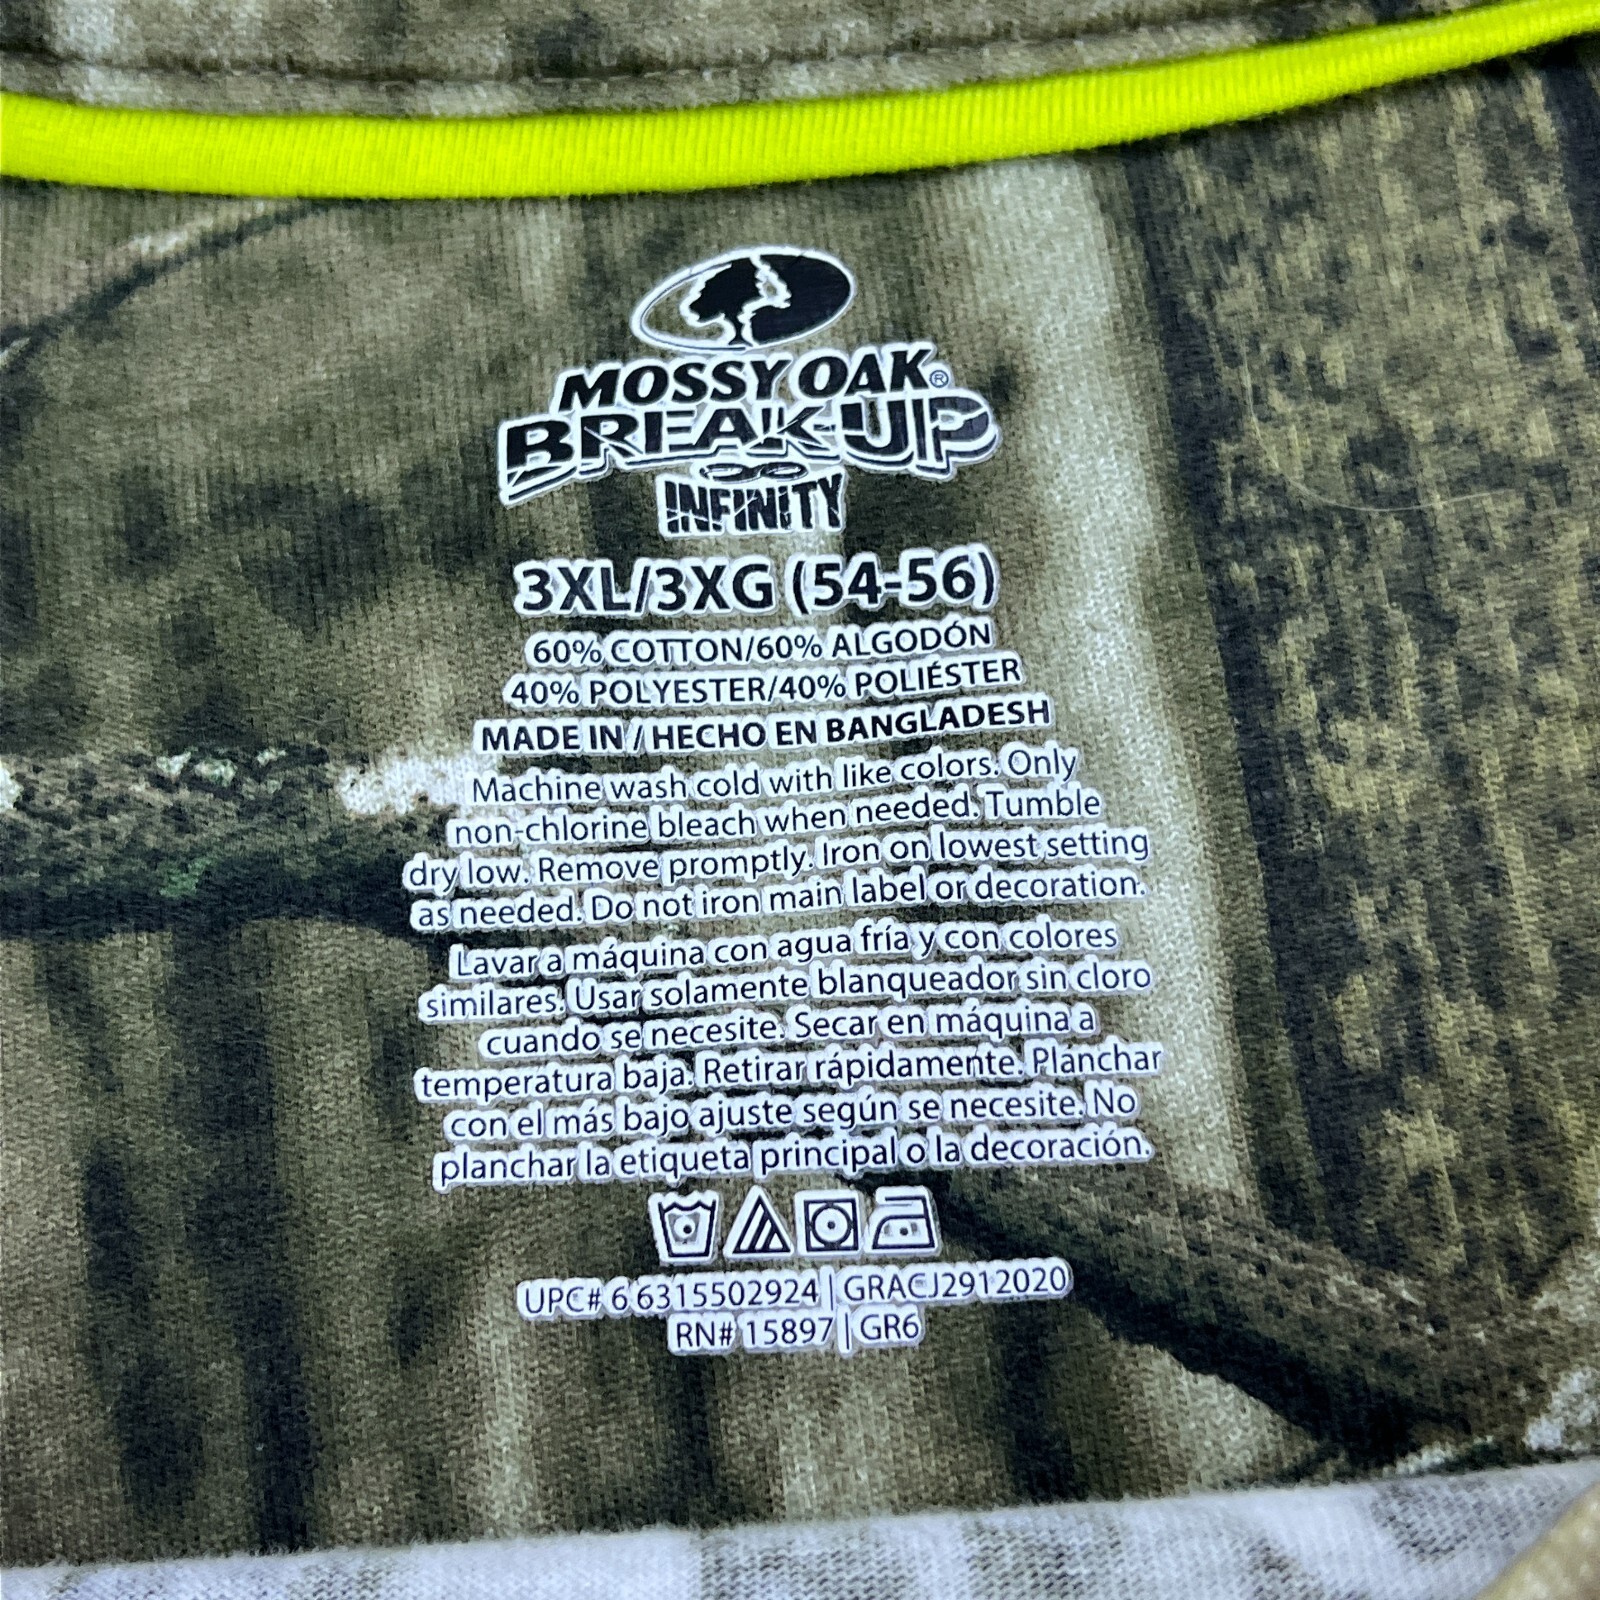 MOSSY OAK®
BREAK-UP
∞
INFINITY
3XL/3XG (54-56)
60% COTTON/60% ALGODÓN
40% POLYESTER/40% POLIÉSTER
MADE IN / HECHO EN BANGLADESH
Machine wash cold with like colors. Only
non-chlorine bleach when needed. Tumble
dry low. Remove promptly. Iron on lowest setting
as needed. Do not iron main label or decoration.
Lavar a máquina con agua fría y con colores
similares. Usar solamente blanqueador sin cloro
cuando se necesite. Secar en máquina a
temperatura baja. Retirar rápidamente. Planchar
con el más bajo ajuste según se necesite. No
planchar la etiqueta principal o la decoración.
UPC# 6 6315502924 | GRACJ2912020
RN# 15897 | GR6